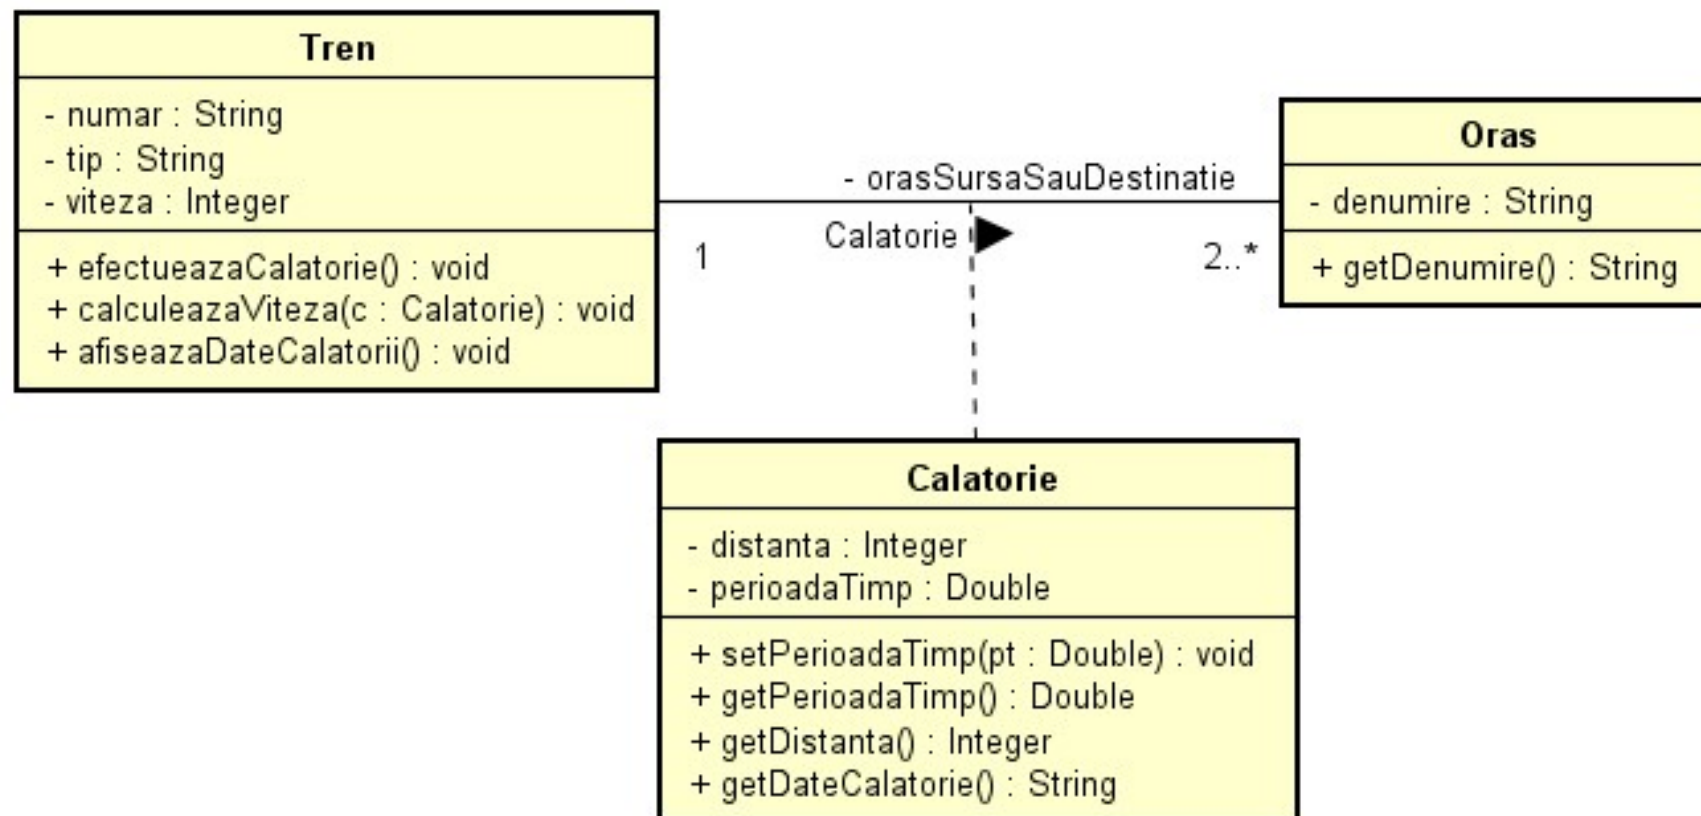 Tren
- numar : String
- tip : String
- viteza : Integer
+ efectueazaCalatorie() : void
+ calculeazaViteza(c : Calatorie) : void
+ afiseazaDateCalatorii() : void
- orasSursaSauDestinatie
Calatorie
1
2..*
Oras
- denumire : String
+ getDenumire() : String
Calatorie
- distanta : Integer
- perioadaTimp : Double
+ setPerioadaTimp(pt : Double) : void
+ getPerioadaTimp() : Double
+ getDistanta() : Integer
+ getDateCalatorie() : String